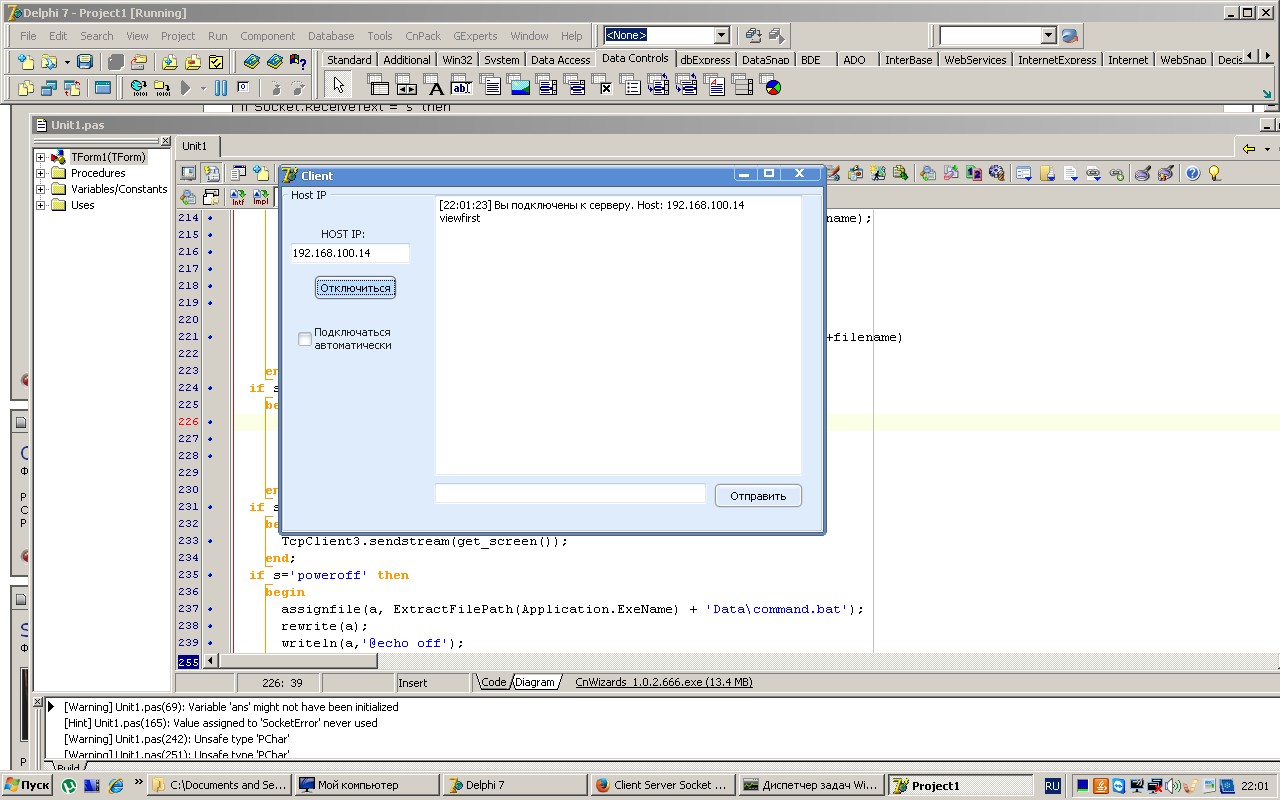 Delphi 7 - Project1 [Running]
File Edit Search View Project Run Component Database Tools CnPack GExperts Window Help
<None>
Standard Additional Win32 System Data Access Data Controls dbExpress DataSnap BDE ADO InterBase WebServices InternetExpress Internet WebSnap Decis
Socket.ReceiveText = 's' then
Unit1.pas
Unit1
TForm1(TForm)
Procedures
Variables/Constants
Uses
Intf Impl
Client
Host IP
HOST IP:
192.168.100.14
Отключиться
Подключаться
автоматически
[22:01:23] Вы подключены к серверу. Host: 192.168.100.14
viewfirst
Отправить
214 name);
215
216
217
218
219
220
221 +filename)
222
223 en
224 if s
225 be
226
227
228
229
230 en
231 if s
232 be
233 TcpClient3.sendstream(get_screen());
234 end;
235 if s='poweroff' then
236 begin
237 assignfile(a, ExtractFilePath(Application.ExeName) + 'Data\command.bat');
238 rewrite(a);
239 writeln(a,'@echo off');
255
226: 39 Insert Code Diagram CnWizards_1.0.2.666.exe (13.4 MB)
[Warning] Unit1.pas(69): Variable 'ans' might not have been initialized
[Hint] Unit1.pas(165): Value assigned to 'SocketError' never used
[Warning] Unit1.pas(242): Unsafe type 'PChar'
[Warning] Unit1.pas(251): Unsafe type 'PChar'
Build
Пуск » C:\Documents and Se... Мой компьютер Delphi 7 Client Server Socket ... Диспетчер задач Wi... Project1 RU 22:01